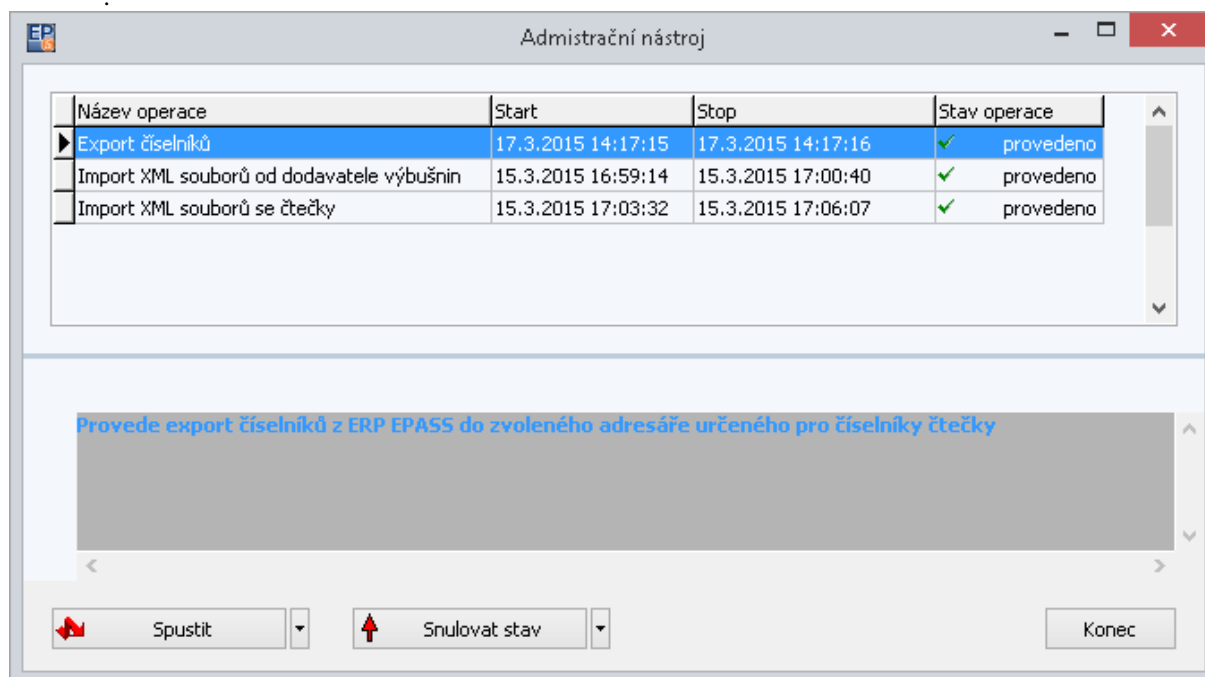 EP
Admistrační nástroj
Název operace Start Stop Stav operace
Export číselníků 17.3.2015 14:17:15 17.3.2015 14:17:16 provedeno
Import XML souborů od dodavatele výbušnin 15.3.2015 16:59:14 15.3.2015 17:00:40 provedeno
Import XML souborů se čtečky 15.3.2015 17:03:32 15.3.2015 17:06:07 provedeno
Provede export číselníků z ERP EPASS do zvoleného adresáře určeného pro číselníky čtečky
Spustit Snulovat stav Konec